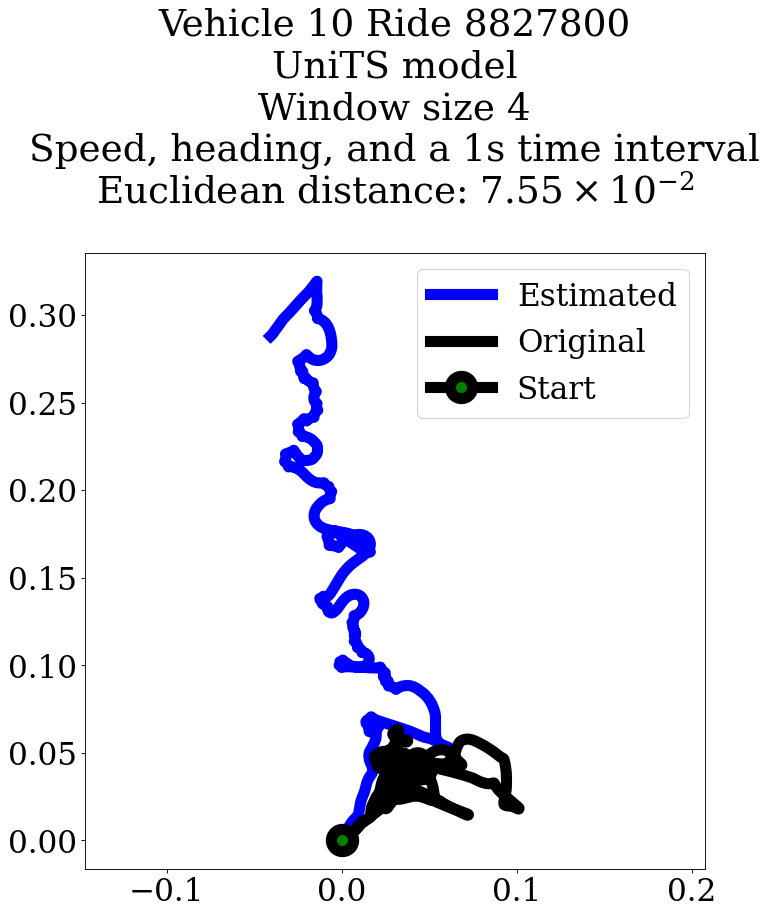 Vehicle 10 Ride 8827800
UniTS model
Window size 4
Speed, heading, and a 1s time interval
Euclidean distance: 7.55 × 10⁻²
Estimated
Original
Start
0.30
0.25
0.20
0.15
0.10
0.05
0.00
−0.1
0.0
0.1
0.2